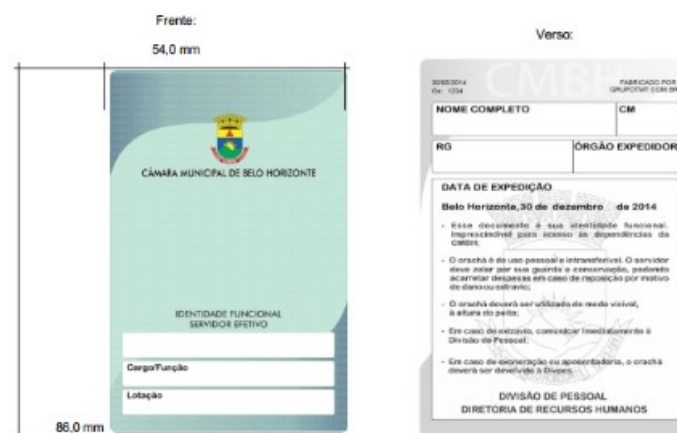 Frente:
54,0 mm
CÂMARA MUNICIPAL DE BELO HORIZONTE
IDENTIDADE FUNCIONAL
SERVIDOR EFETIVO
Cargo/Função
Lotação
86,0 mm
Verso:
CMBH
FABRICADO POR
NOME COMPLETO
CM
RG
ÓRGÃO EXPEDIDOR
DATA DE EXPEDIÇÃO
Belo Horizonte, 30 de dezembro de 2014
- Esse documento é sua identidade funcional.
Imprescindível para acesso às dependências da
CMBH;
- O crachá é de uso pessoal e intransferível. O servidor
deve zelar por sua guarda e conservação, podendo
acarretar despesas em caso de reposição por motivo
de dano ou extravio;
- O crachá deverá ser utilizado de modo visível,
à altura do peito;
- Em caso de extravio, comunicar imediatamente à
Divisão de Pessoal;
- Em caso de exoneração ou aposentadoria, o crachá
deverá ser devolvido à
DIVISÃO DE PESSOAL
DIRETORIA DE RECURSOS HUMANOS